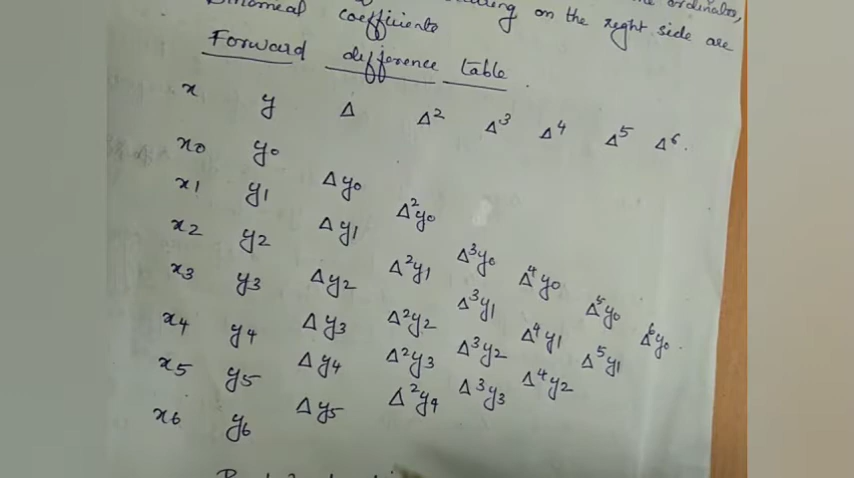 ordinates,
on the right side are
Binomial coefficients
Forward difference table.
x y Δ Δ² Δ³ Δ⁴ Δ⁵ Δ⁶.
x0 y0
Δy0
x1 y1 Δ²y0
Δy1
x2 y2 Δ²y1 Δ³y0 Δ⁴y0
Δy2 Δ³y1 Δ⁵y0
x3 y3 Δ²y2 Δ⁴y1 Δ⁶y0.
Δy3 Δ³y2 Δ⁵y1
x4 y4 Δ²y3 Δ⁴y2
Δy4 Δ³y3
x5 y5 Δ²y4
Δy5
x6 y6